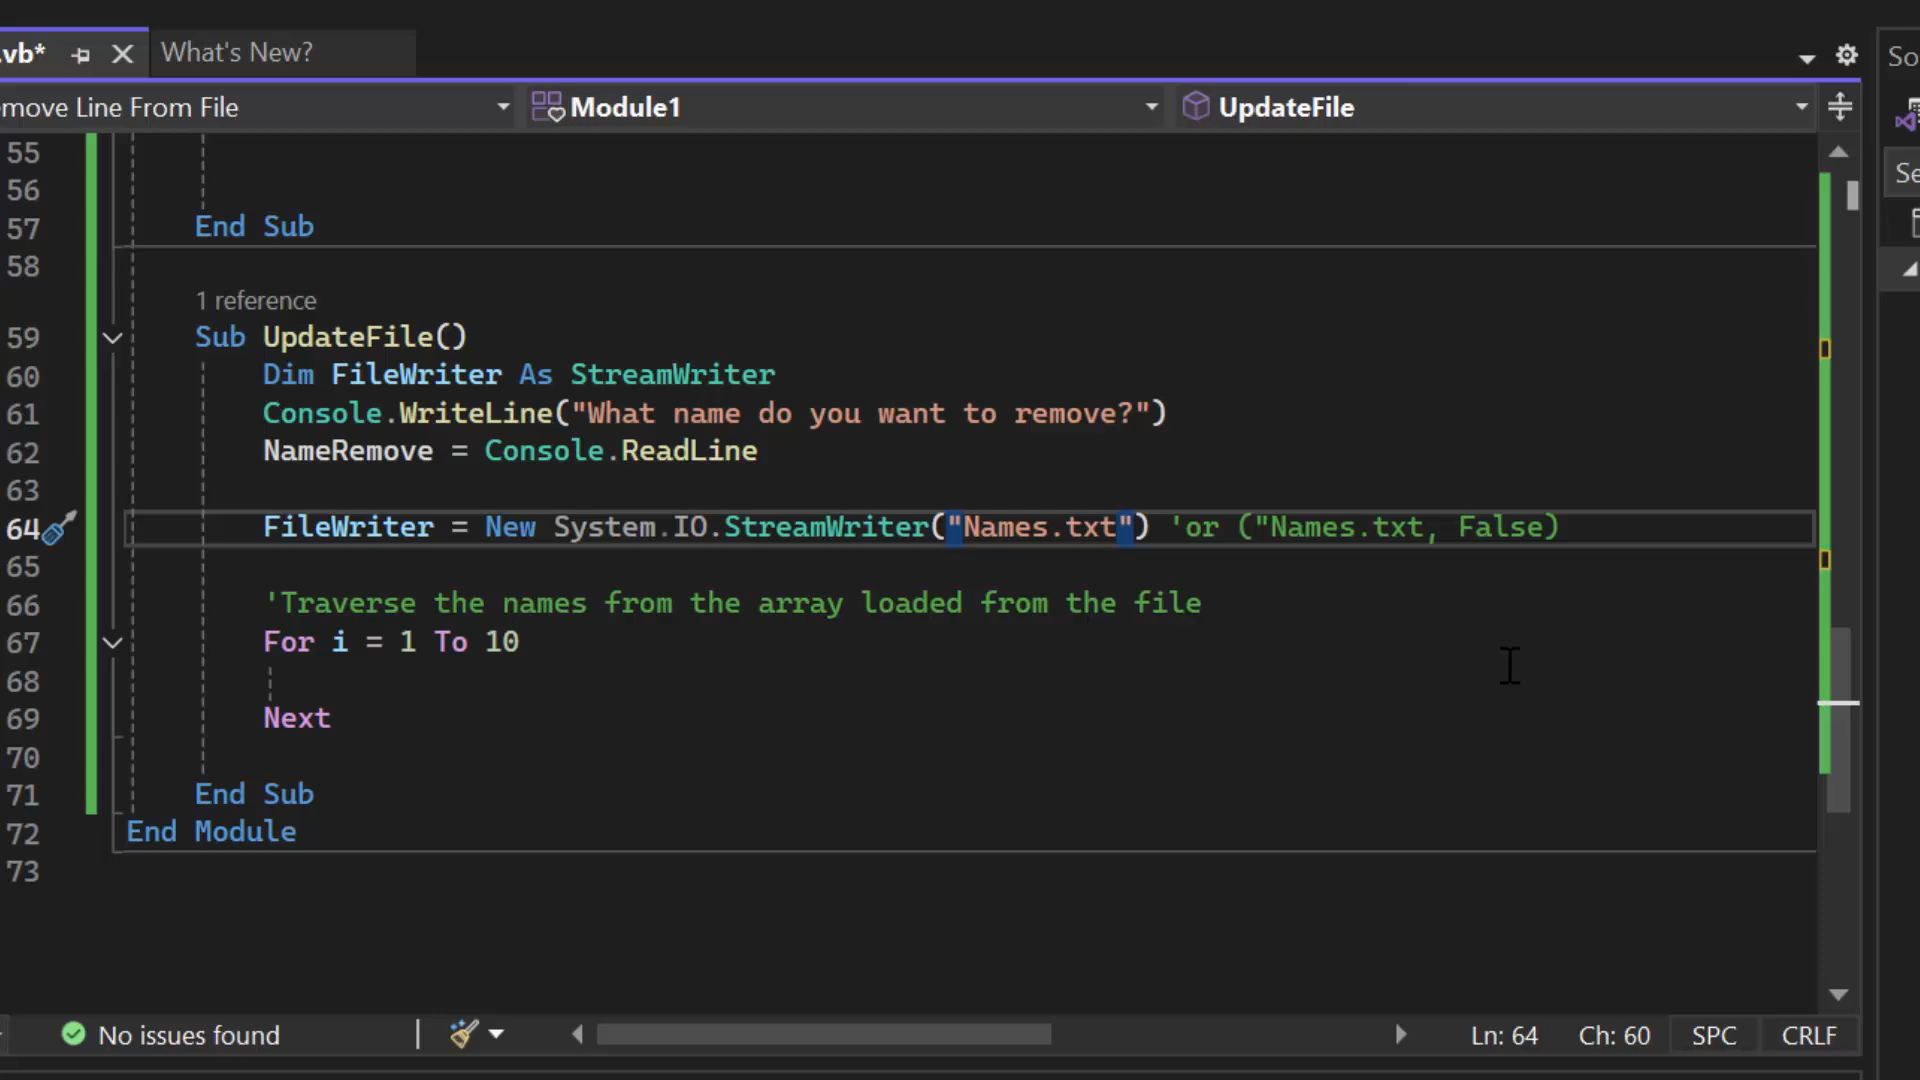 .vb* What's New?
So
emove Line From File Module1 UpdateFile
Se
55
56
57 End Sub
58
1 reference
59 Sub UpdateFile()
60 Dim FileWriter As StreamWriter
61 Console.WriteLine("What name do you want to remove?")
62 NameRemove = Console.ReadLine
63
64 FileWriter = New System.IO.StreamWriter("Names.txt") 'or ("Names.txt, False)
65
66 'Traverse the names from the array loaded from the file
67 For i = 1 To 10
68
69 Next
70
71 End Sub
72 End Module
73
No issues found Ln: 64 Ch: 60 SPC CRLF